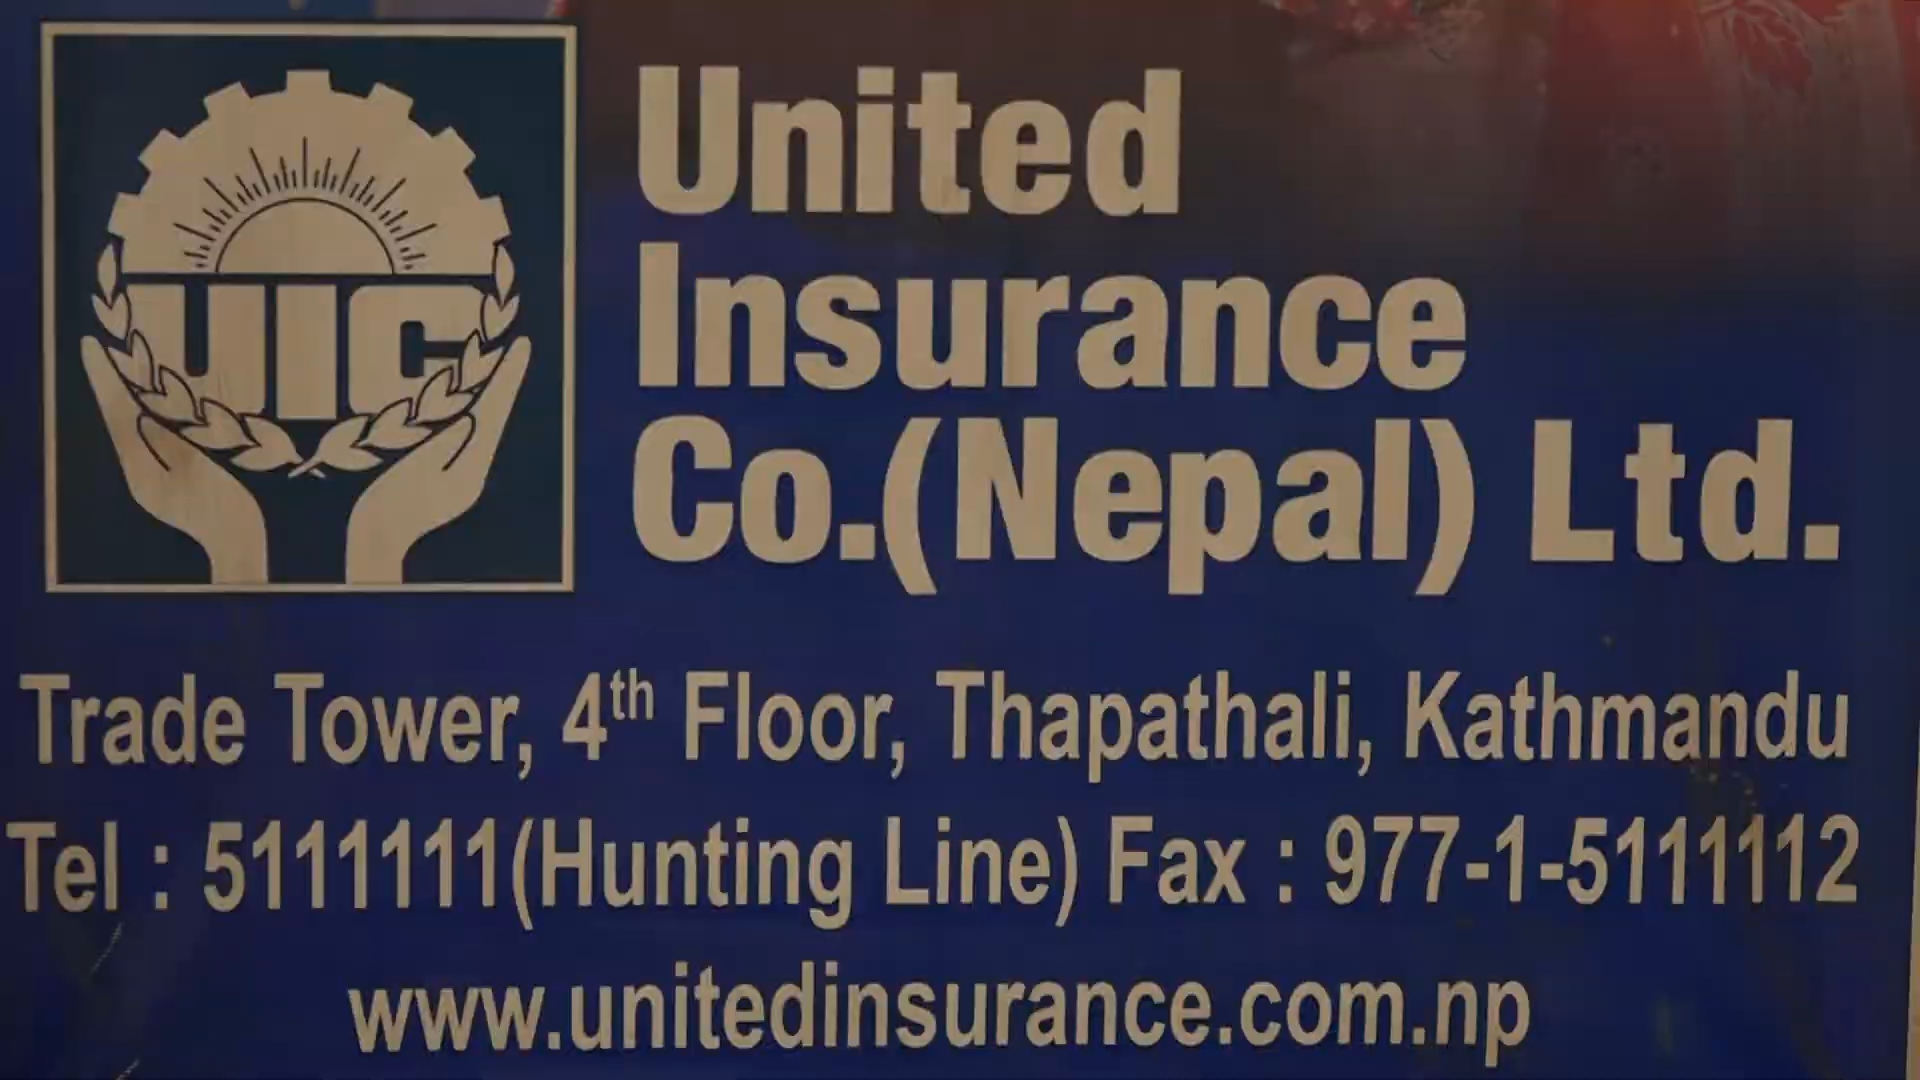 UIC
United
Insurance
Co.(Nepal) Ltd.
Trade Tower, 4th Floor, Thapathali, Kathmandu
Tel : 5111111(Hunting Line) Fax : 977-1-5111112
www.unitedinsurance.com.np